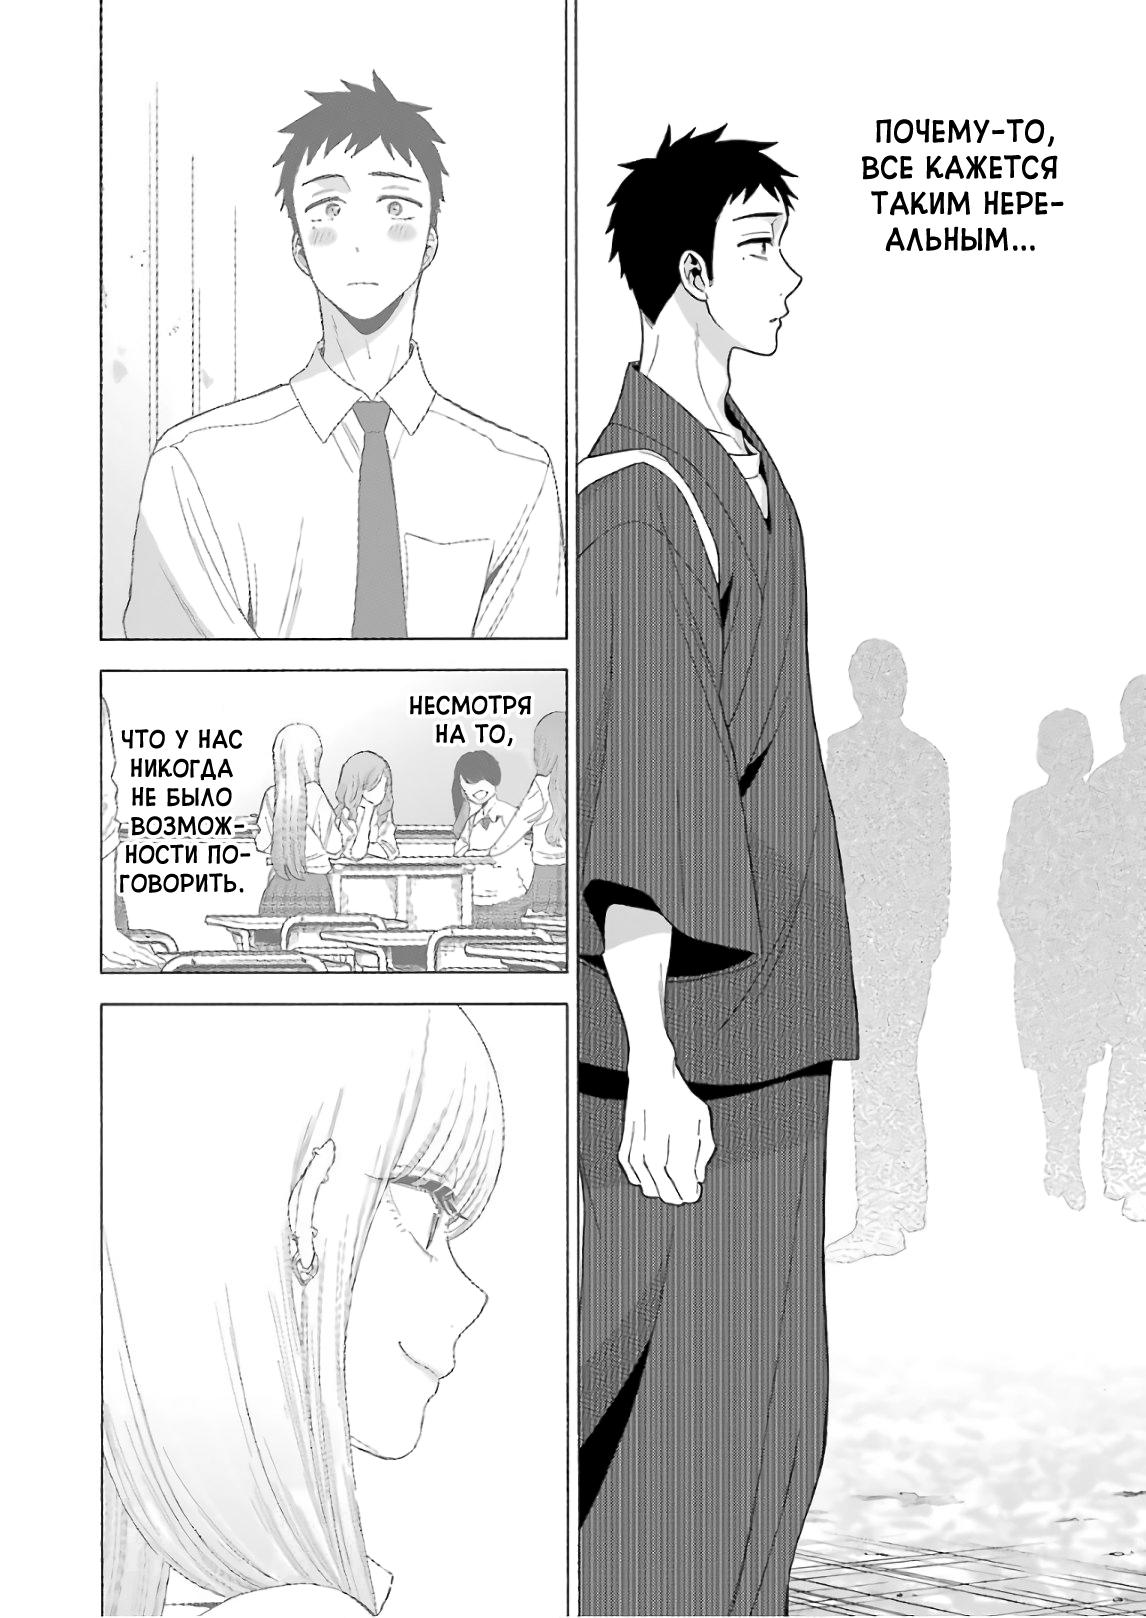 ПОЧЕМУ-ТО,
ВСЕ КАЖЕТСЯ
ТАКИМ НЕРЕ-
АЛЬНЫМ...
НЕСМОТРЯ
НА ТО,
ЧТО У НАС
НИКОГДА
НЕ БЫЛО
ВОЗМОЖ-
НОСТИ ПО-
ГОВОРИТЬ.